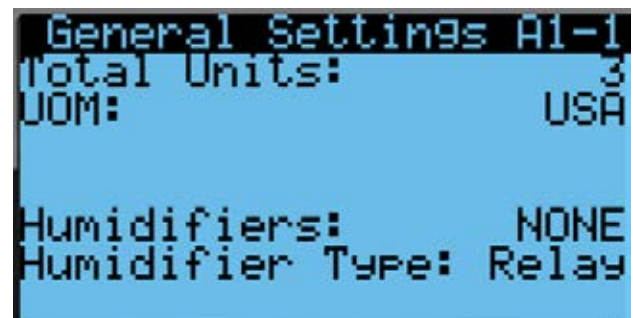 General Settings A1-1
Total Units: 3
UOM: USA
Humidifiers: NONE
Humidifier Type: Relay